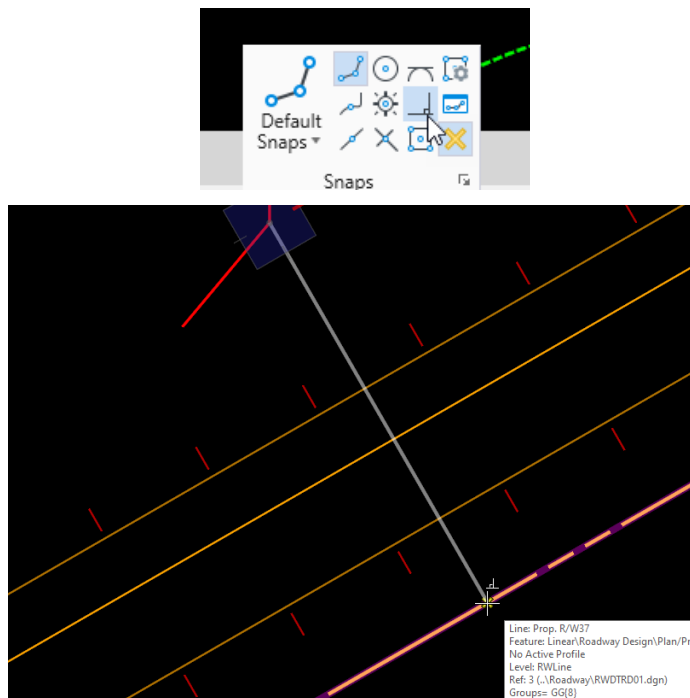 Default
Snaps
Snaps
Line: Prop. R/W37
Feature: Linear\Roadway Design\Plan/Pr
No Active Profile
Level: RWLine
Ref: 3 (..\Roadway\RWDTRD01.dgn)
Groups= GG{8}